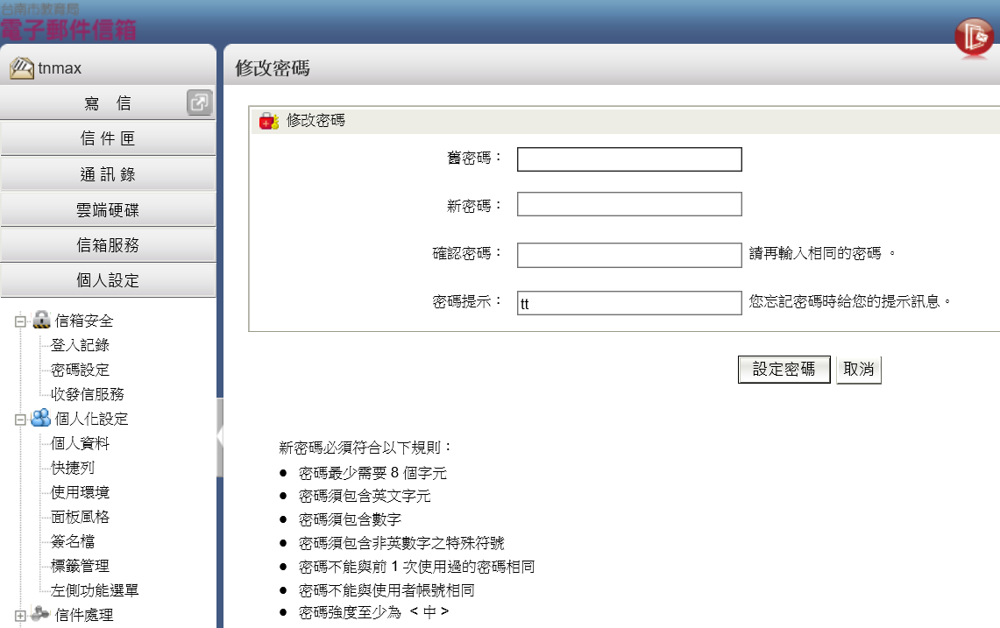 台南市教育局
電子郵件信箱
tnmax
寫 信
信 件 匣
通 訊 錄
雲端硬碟
信箱服務
個人設定
信箱安全
登入記錄
密碼設定
收發信服務
個人化設定
個人資料
快捷列
使用環境
面板風格
簽名檔
標籤管理
左側功能選單
信件處理
修改密碼
修改密碼
舊密碼：
新密碼：
確認密碼： 請再輸入相同的密碼 。
密碼提示： tt 您忘記密碼時給您的提示訊息。
設定密碼 取消
新密碼必須符合以下規則：
● 密碼最少需要 8 個字元
● 密碼須包含英文字元
● 密碼須包含數字
● 密碼須包含非英數字之特殊符號
● 密碼不能與前 1 次使用過的密碼相同
● 密碼不能與使用者帳號相同
● 密碼強度至少為 < 中 >